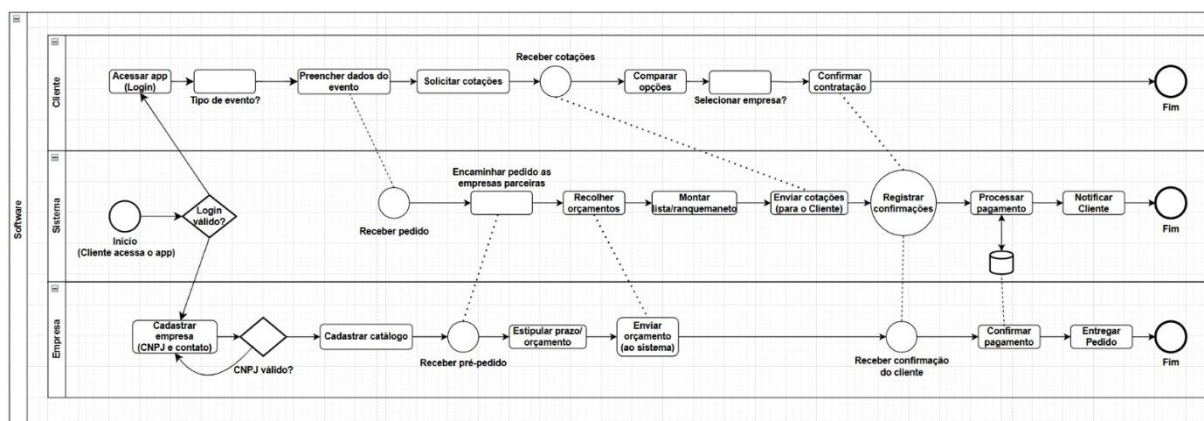 Software
Cliente
Acessar app
(Login)
Tipo de evento?
Preencher dados do
evento
Solicitar cotações
Receber cotações
Comparar
opções
Selecionar empresa?
Confirmar
contratação
Fim
Sistema
Início
(Cliente acessa o app)
Login
válido?
Receber pedido
Encaminhar pedido as
empresas parceiras
Recolher
orçamentos
Montar
lista/ranquemaneto
Enviar cotações
(para o Cliente)
Registrar
confirmações
Processar
pagamento
Notificar
Cliente
Fim
Empresa
Cadastrar
empresa
(CNPJ e contato)
CNPJ válido?
Cadastrar catálogo
Receber pré-pedido
Estipular prazo/
orçamento
Enviar
orçamento
(ao sistema)
Receber confirmação
do cliente
Confirmar
pagamento
Entregar
Pedido
Fim